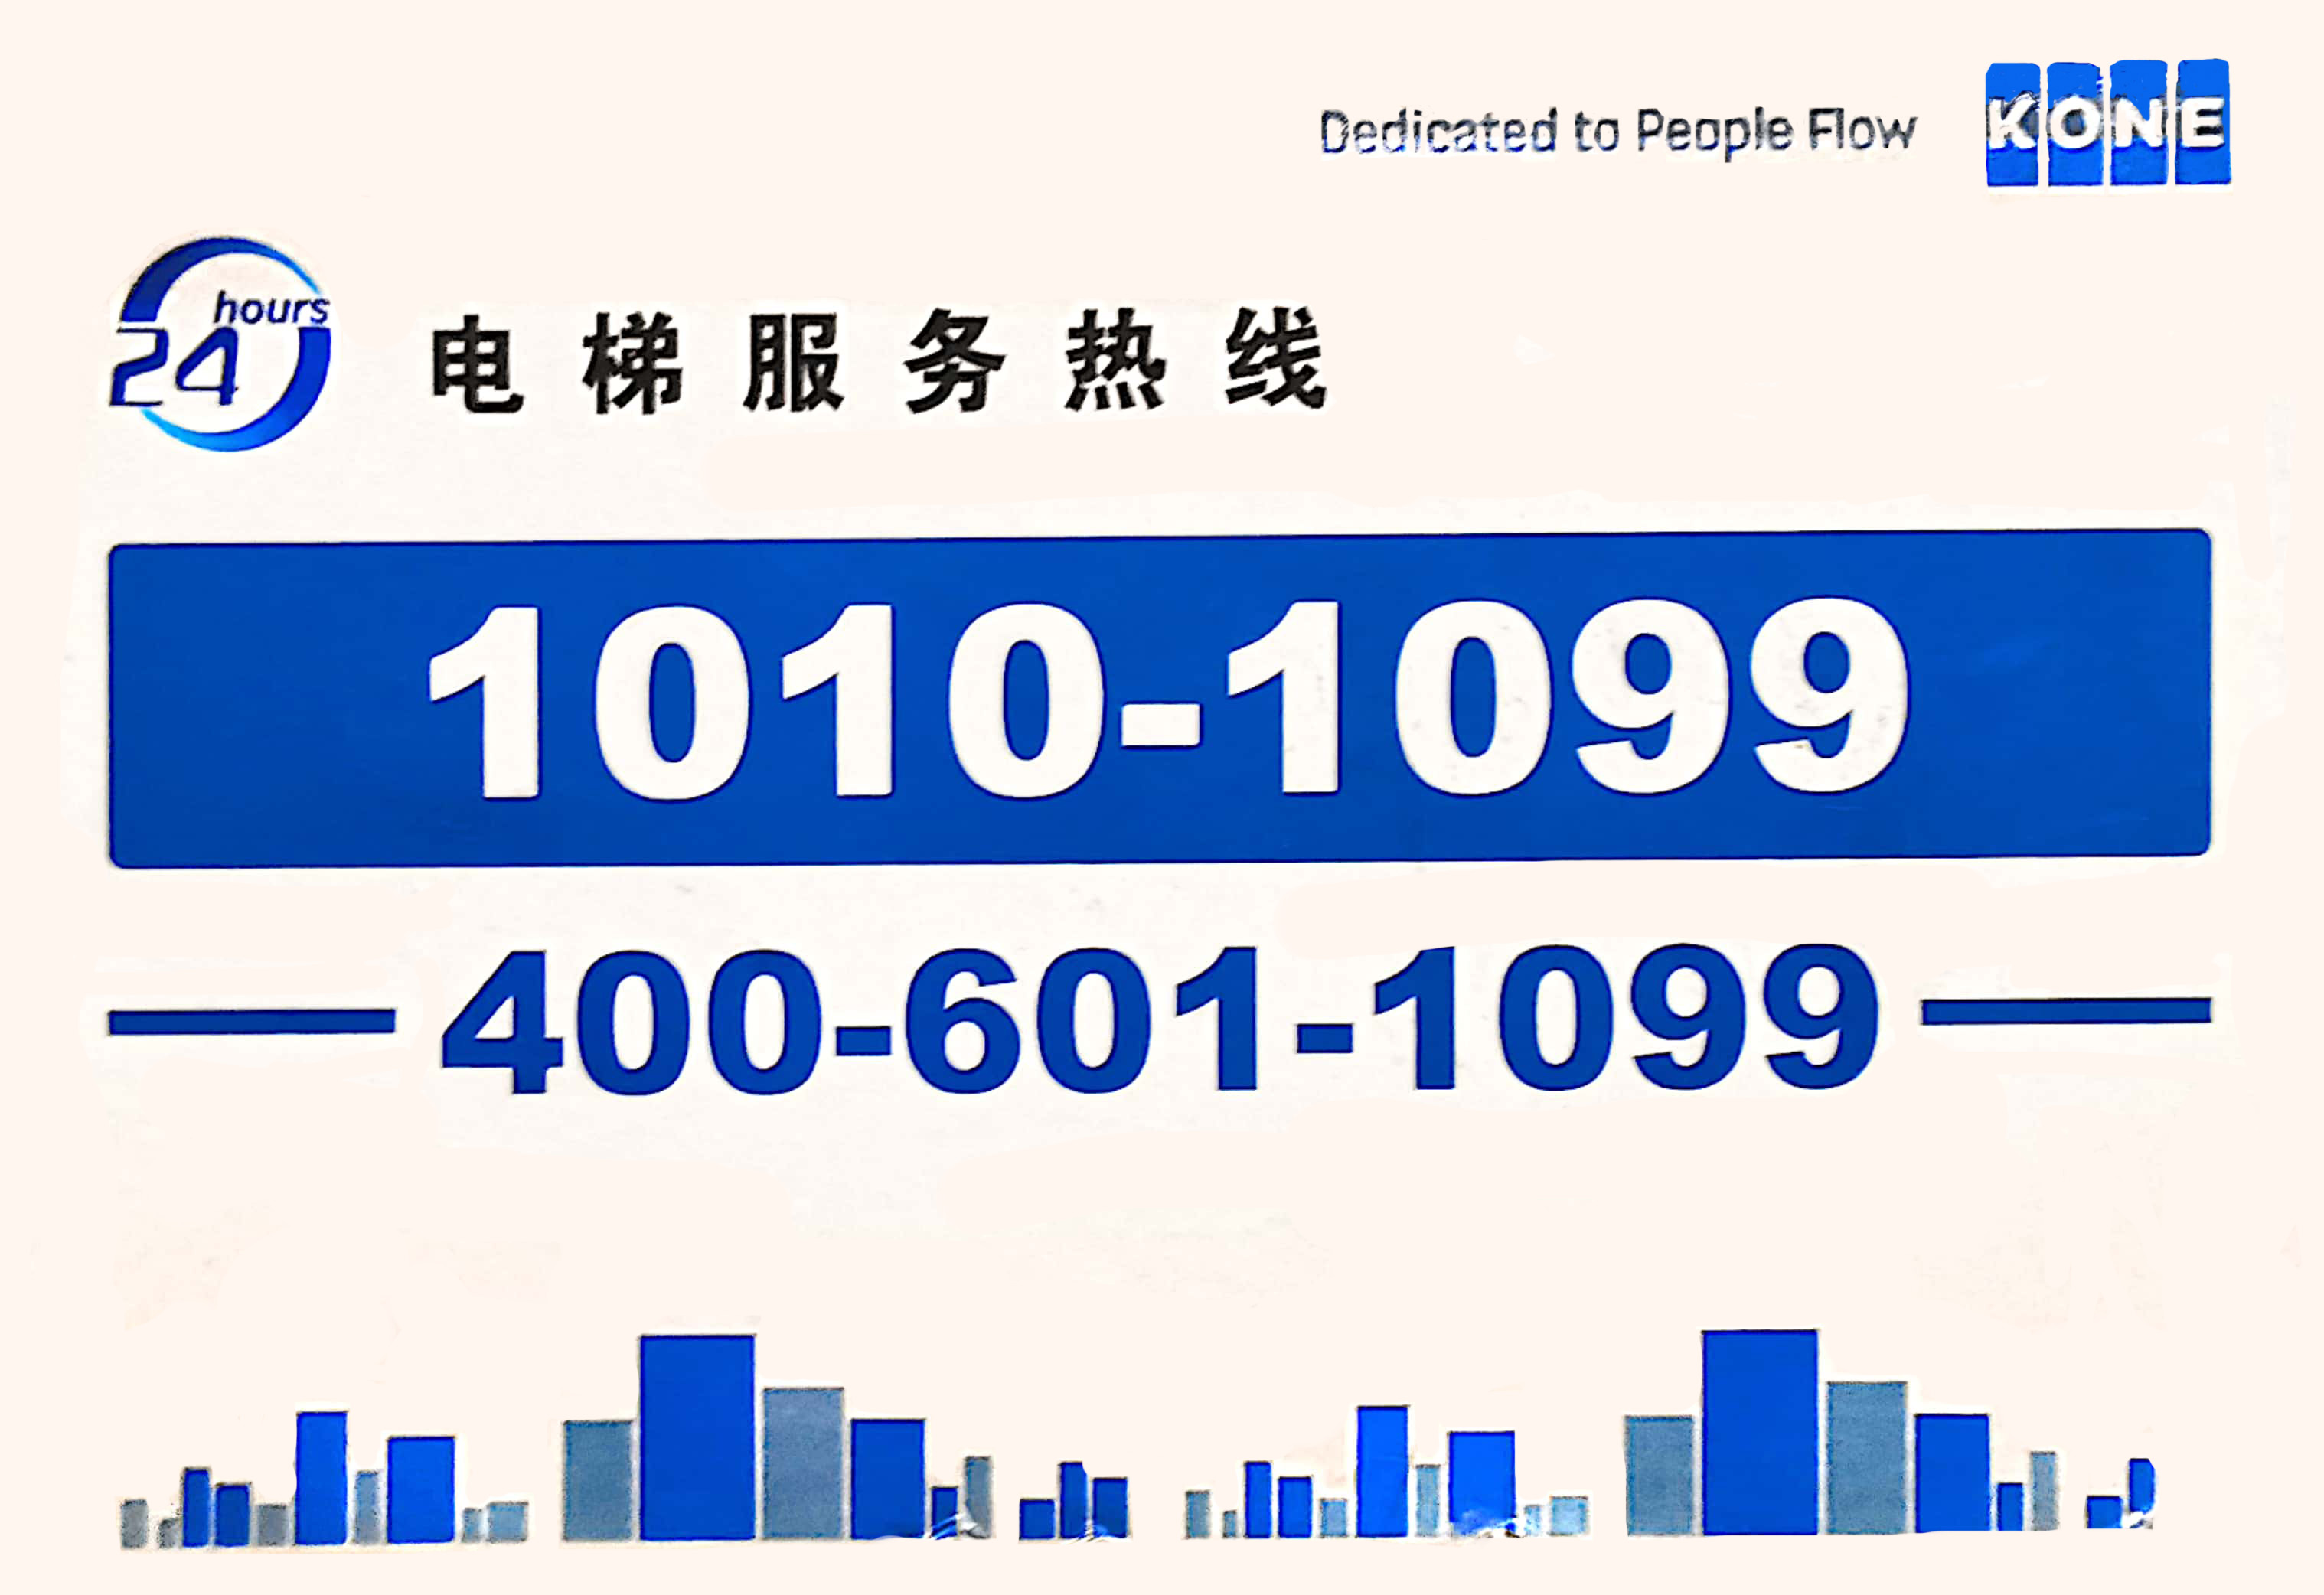 Dedicated to People Flow KONE
24 hours
电梯服务热线
1010-1099
400-601-1099